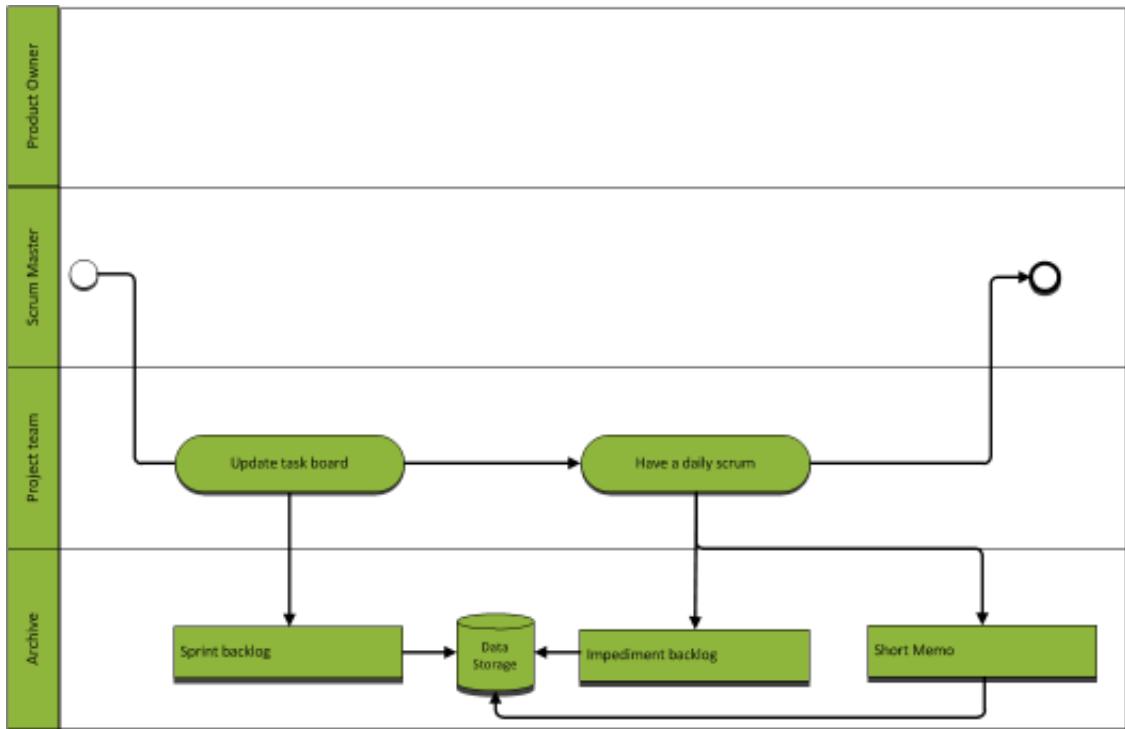 Product Owner
Scrum Master
Project team
Update task board
Have a daily scrum
Archive
Sprint backlog
Data
Storage
Impediment backlog
Short Memo